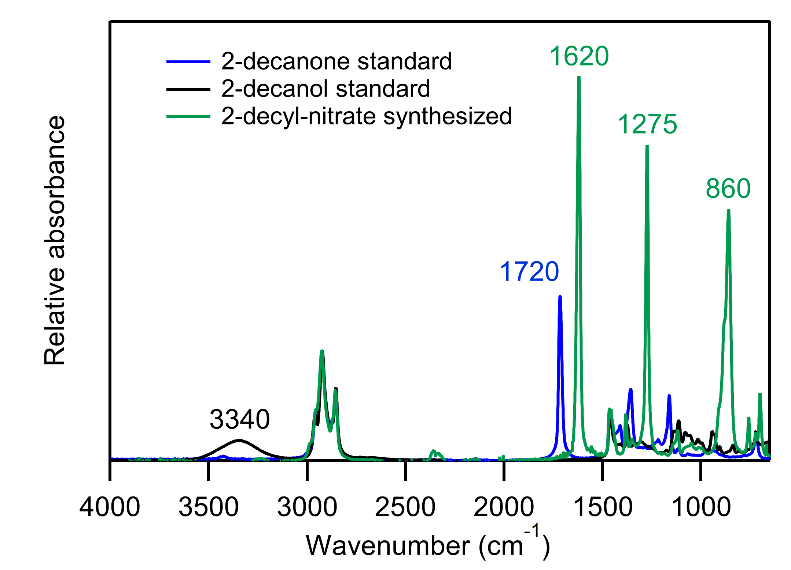 2-decanone standard
2-decanol standard
2-decyl-nitrate synthesized
1620
1275
860
1720
3340
Relative absorbance
4000 3500 3000 2500 2000 1500 1000
Wavenumber (cm⁻¹)